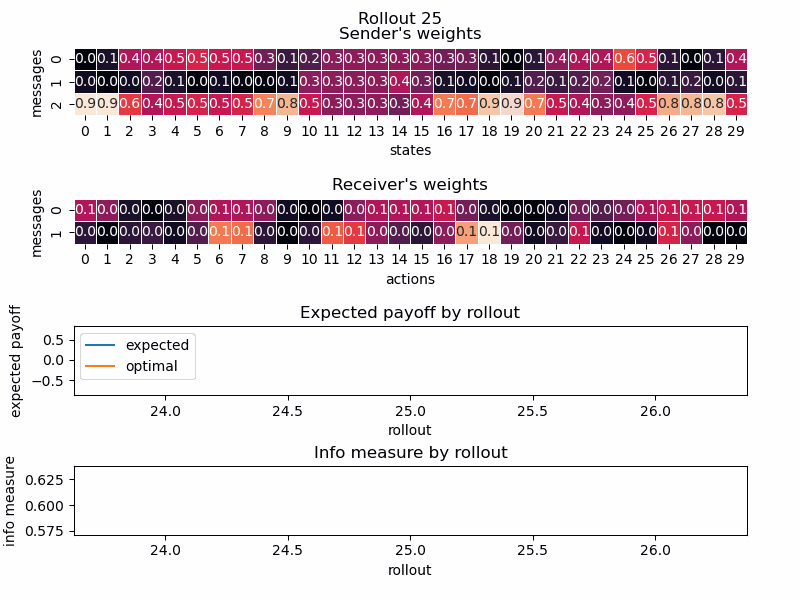 Rollout 25
Sender's weights
messages
0 0.0 0.1 0.4 0.4 0.5 0.5 0.5 0.5 0.3 0.1 0.2 0.3 0.3 0.3 0.3 0.3 0.3 0.3 0.1 0.0 0.1 0.4 0.4 0.4 0.6 0.5 0.1 0.0 0.1 0.4
1 0.0 0.0 0.0 0.2 0.1 0.0 0.1 0.0 0.0 0.1 0.3 0.3 0.3 0.3 0.4 0.3 0.1 0.0 0.0 0.1 0.2 0.1 0.2 0.2 0.1 0.0 0.1 0.2 0.0 0.1
2 0.9 0.9 0.6 0.4 0.5 0.5 0.5 0.5 0.7 0.8 0.5 0.3 0.3 0.3 0.3 0.4 0.7 0.7 0.9 0.9 0.7 0.5 0.4 0.3 0.4 0.5 0.8 0.8 0.8 0.5
0 1 2 3 4 5 6 7 8 9 10 11 12 13 14 15 16 17 18 19 20 21 22 23 24 25 26 27 28 29
states
Receiver's weights
messages
0 0.1 0.0 0.0 0.0 0.0 0.0 0.1 0.1 0.0 0.0 0.0 0.0 0.0 0.1 0.1 0.1 0.1 0.0 0.0 0.0 0.0 0.0 0.0 0.0 0.0 0.1 0.1 0.1 0.1 0.1
1 0.0 0.0 0.0 0.0 0.0 0.0 0.1 0.1 0.0 0.0 0.0 0.1 0.1 0.0 0.0 0.0 0.0 0.1 0.1 0.0 0.0 0.0 0.1 0.0 0.0 0.0 0.1 0.0 0.0 0.0
0 1 2 3 4 5 6 7 8 9 10 11 12 13 14 15 16 17 18 19 20 21 22 23 24 25 26 27 28 29
actions
Expected payoff by rollout
expected payoff
0.5
0.0
−0.5
expected
optimal
24.0 24.5 25.0 25.5 26.0
rollout
Info measure by rollout
info measure
0.625
0.600
0.575
24.0 24.5 25.0 25.5 26.0
rollout